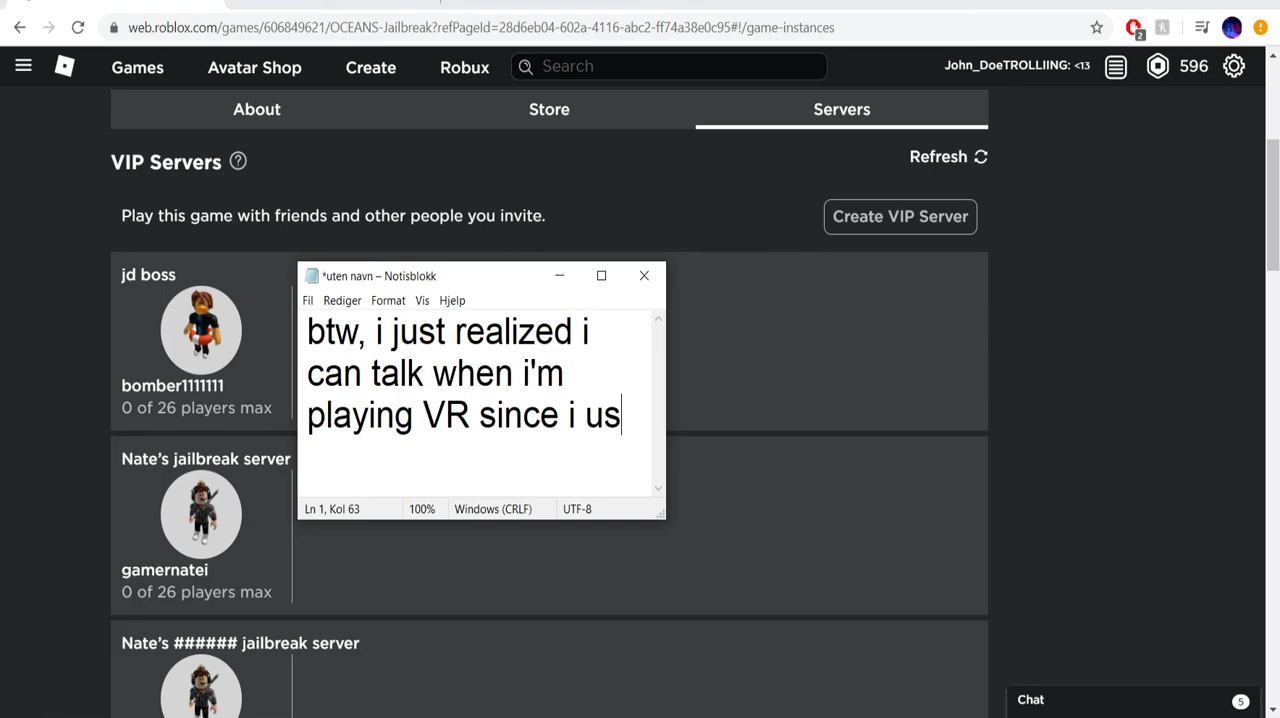 web.roblox.com/games/606849621/OCEANS-Jailbreak?refPageId=28d6eb04-602a-4116-abc2-ff74a38e0c95#!/game-instances
2
Games
Avatar Shop
Create
Robux
Search
John_DoeTROLLIING: <13
596
About
Store
Servers
VIP Servers ?
Refresh
Play this game with friends and other people you invite.
Create VIP Server
jd boss
bomber1111111
0 of 26 players max
*uten navn – Notisblokk
Fil Rediger Format Vis Hjelp
btw, i just realized i
can talk when i'm
playing VR since i us
Ln 1, Kol 63
100%
Windows (CRLF)
UTF-8
Nate's jailbreak server
gamernatei
0 of 26 players max
Nate's ###### jailbreak server
Chat
5